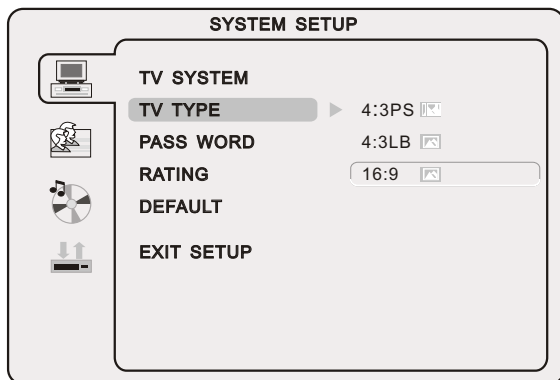 SYSTEM SETUP
TV SYSTEM
TV TYPE 4:3PS
PASS WORD 4:3LB
RATING 16:9
DEFAULT
EXIT SETUP